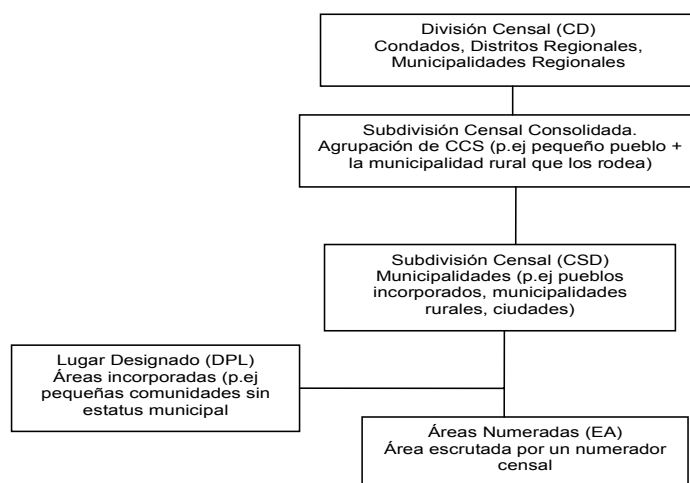 División Censal (CD)
Condados, Distritos Regionales,
Municipalidades Regionales
Subdivisión Censal Consolidada.
Agrupación de CCS (p.ej pequeño pueblo +
la municipalidad rural que los rodea)
Subdivisión Censal (CSD)
Municipalidades (p.ej pueblos
incorporados, municipalidades
rurales, ciudades)
Lugar Designado (DPL)
Áreas incorporadas (p.ej
pequeñas comunidades sin
estatus municipal
Áreas Numeradas (EA)
Área escrutada por un numerador
censal